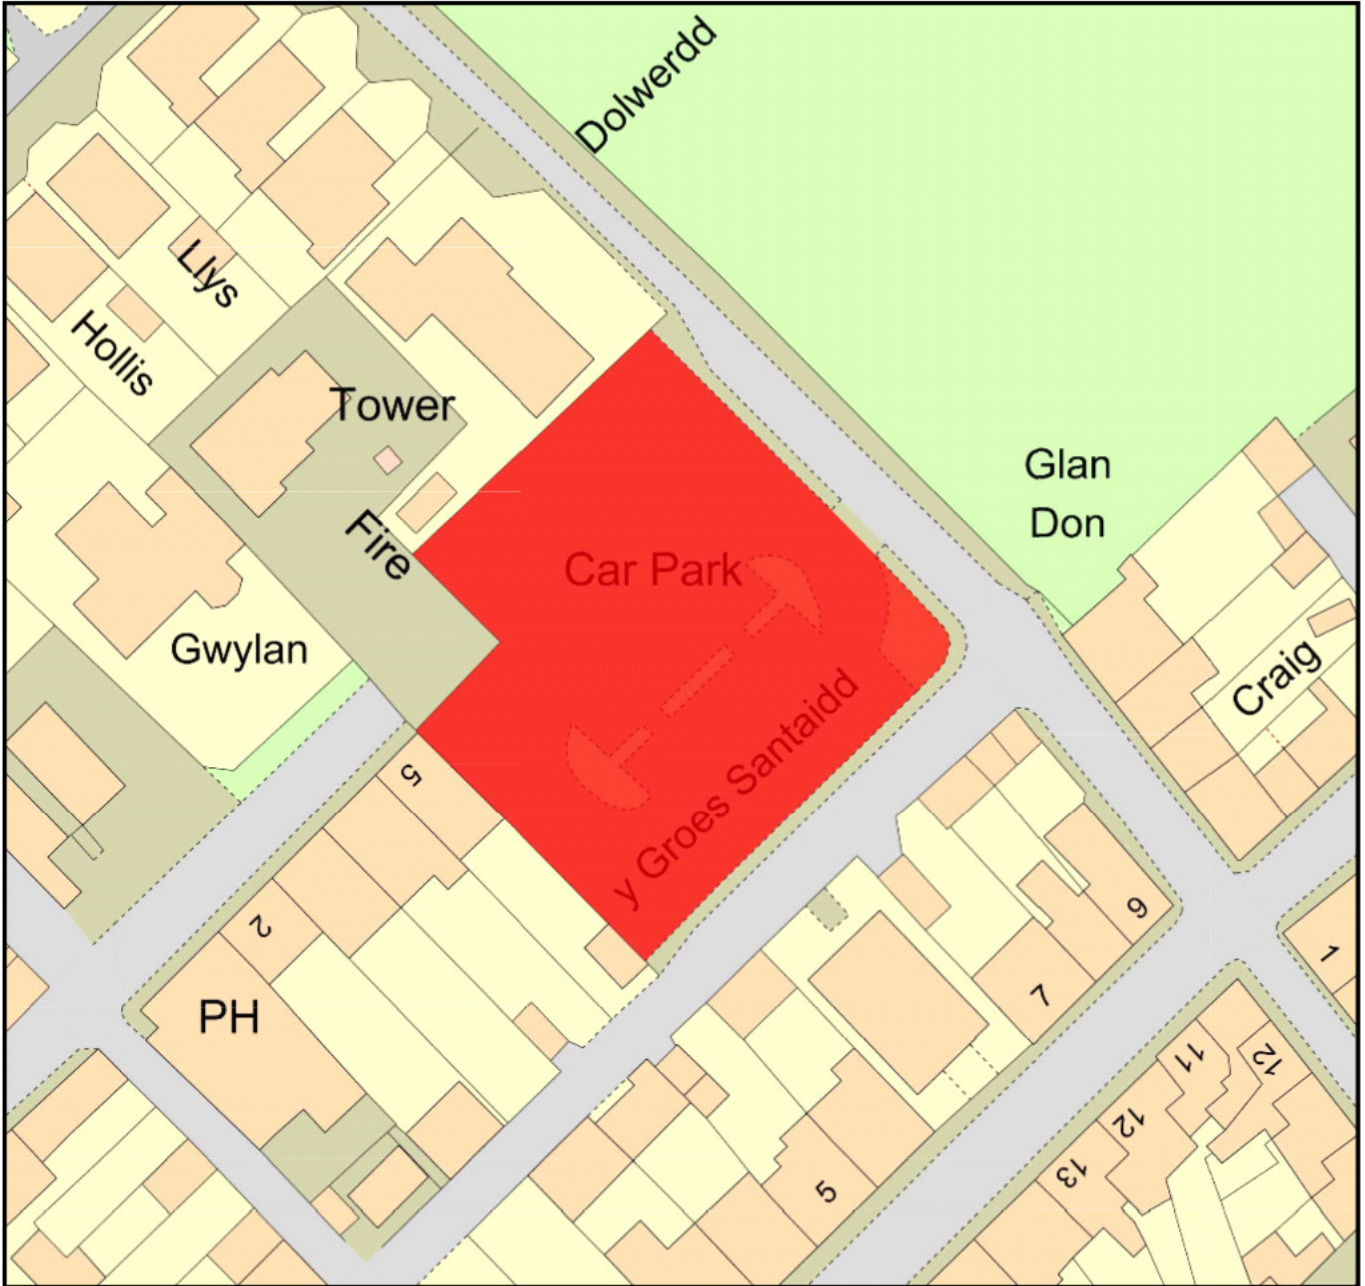 Dolwerdd
Llys
Hollis
Tower
Fire
Gwylan
Car Park
y Groes Santaidd
Glan
Don
Craig
5
2
PH
6
7
1
11
12
12
13
5